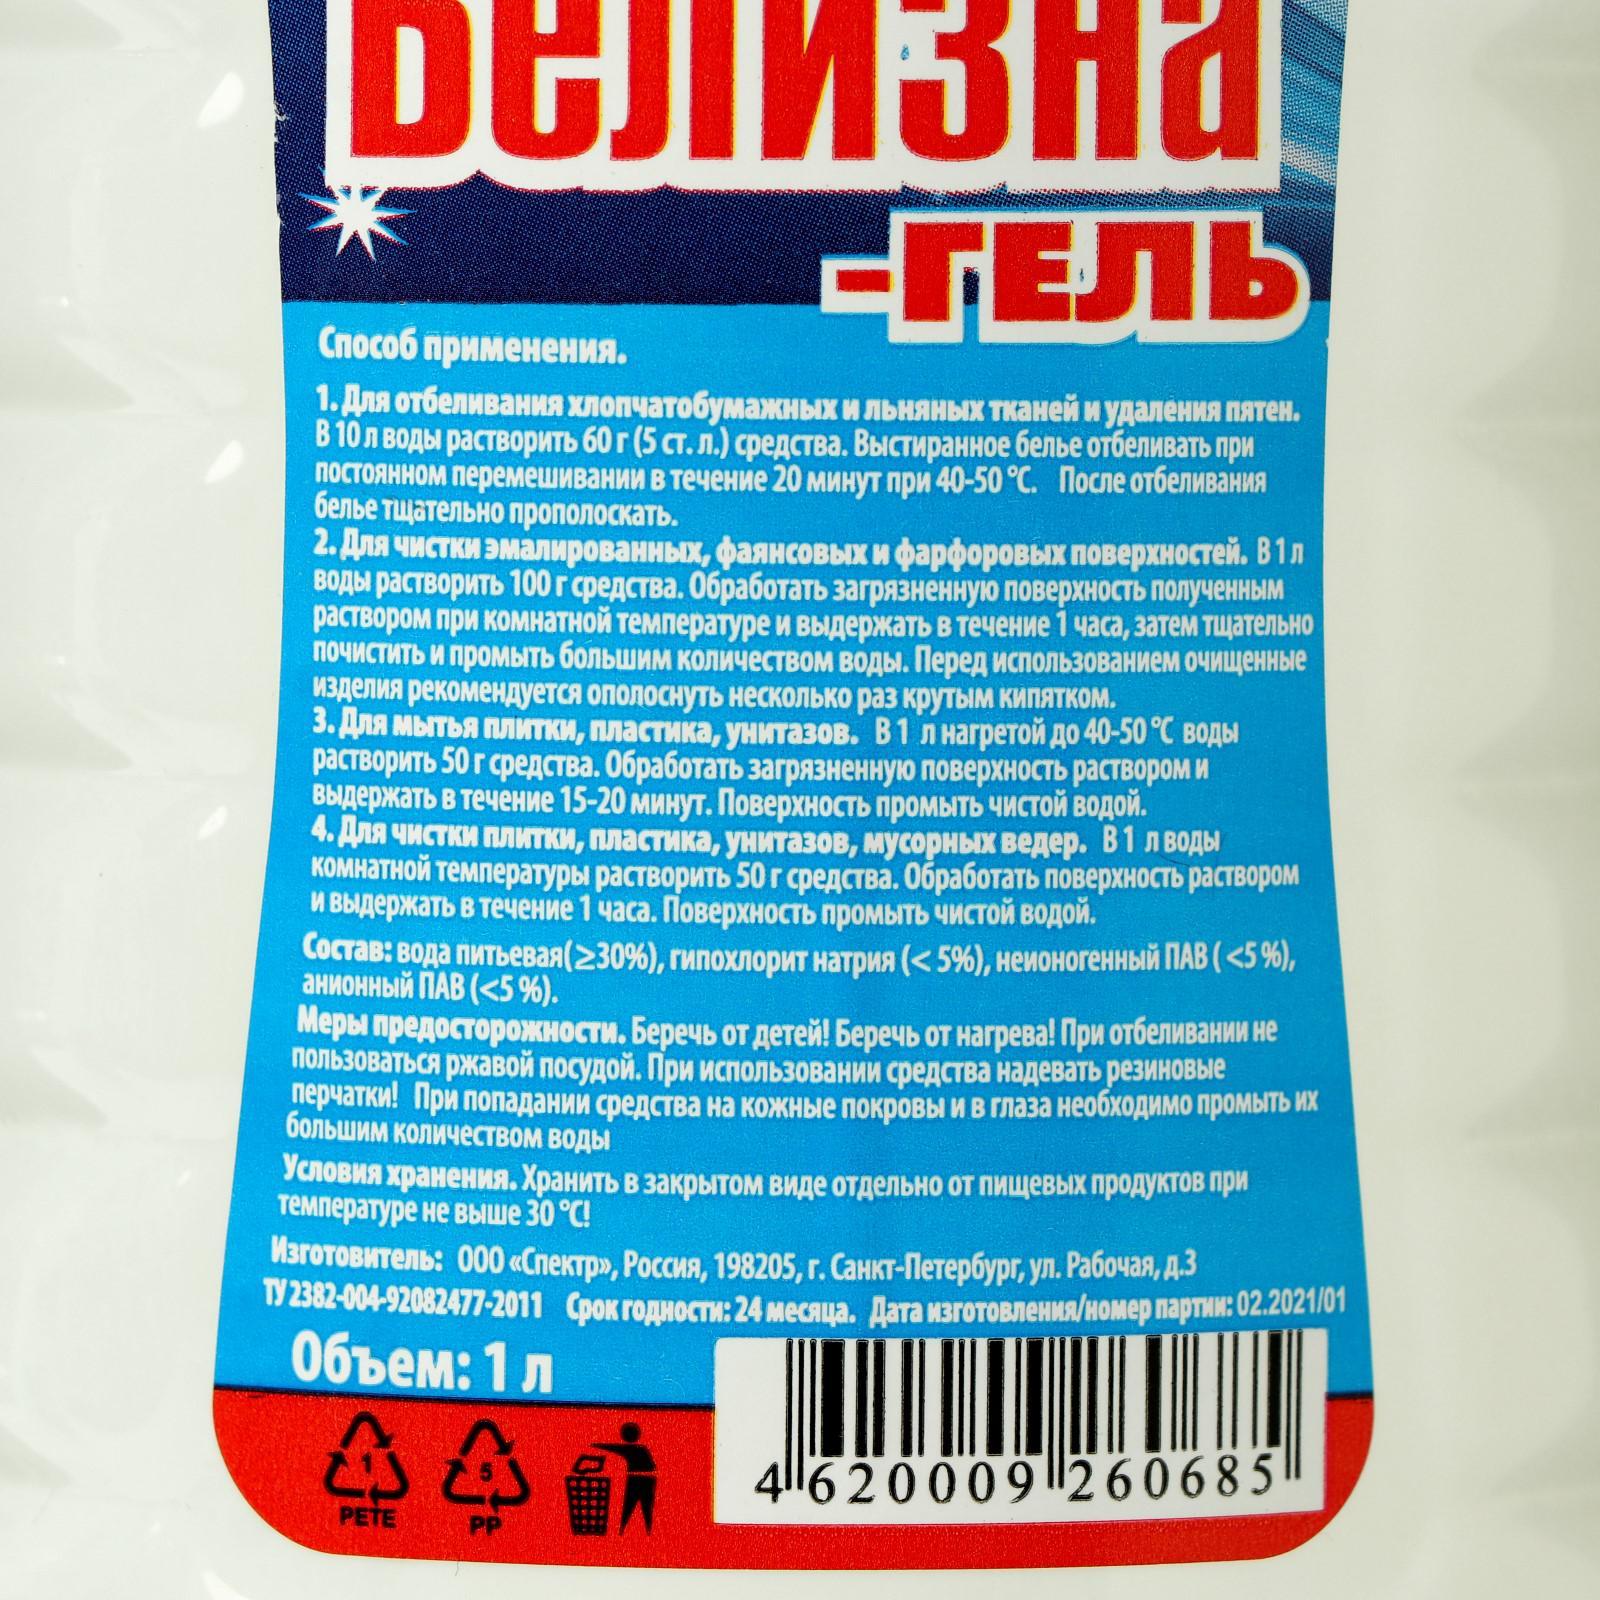 Белизна
-ГЕЛЬ
Способ применения.
1. Для отбеливания хлопчатобумажных и льняных тканей и удаления пятен.
В 10 л воды растворить 60 г (5 ст. л.) средства. Выстиранное белье отбеливать при
постоянном перемешивании в течение 20 минут при 40-50 °С. После отбеливания
белье тщательно прополоскать.
2. Для чистки эмалированных, фаянсовых и фарфоровых поверхностей. В 1 л
воды растворить 100 г средства. Обработать загрязненную поверхность полученным
раствором при комнатной температуре и выдержать в течение 1 часа, затем тщательно
почистить и промыть большим количеством воды. Перед использованием очищенные
изделия рекомендуется ополоснуть несколько раз крутым кипятком.
3. Для мытья плитки, пластика, унитазов. В 1 л нагретой до 40-50 °С воды
растворить 50 г средства. Обработать загрязненную поверхность раствором и
выдержать в течение 15-20 минут. Поверхность промыть чистой водой.
4. Для чистки плитки, пластика, унитазов, мусорных ведер. В 1 л воды
комнатной температуры растворить 50 г средства. Обработать поверхность раствором
и выдержать в течение 1 часа. Поверхность промыть чистой водой.
Состав: вода питьевая(≥30%), гипохлорит натрия (< 5%), неионогенный ПАВ ( <5 %),
анионный ПАВ (<5 %).
Меры предосторожности. Беречь от детей! Беречь от нагрева! При отбеливании не
пользоваться ржавой посудой. При использовании средства надевать резиновые
перчатки! При попадании средства на кожные покровы и в глаза необходимо промыть их
большим количеством воды
Условия хранения. Хранить в закрытом виде отдельно от пищевых продуктов при
температуре не выше 30 °С!
Изготовитель: ООО «Спектр», Россия, 198205, г. Санкт-Петербург, ул. Рабочая, д.3
ТУ 2382-004-92082477-2011 Срок годности: 24 месяца. Дата изготовления/номер партии: 02.2021/01
Объем: 1 л
1 PETE
5 PP
4 620009 260685